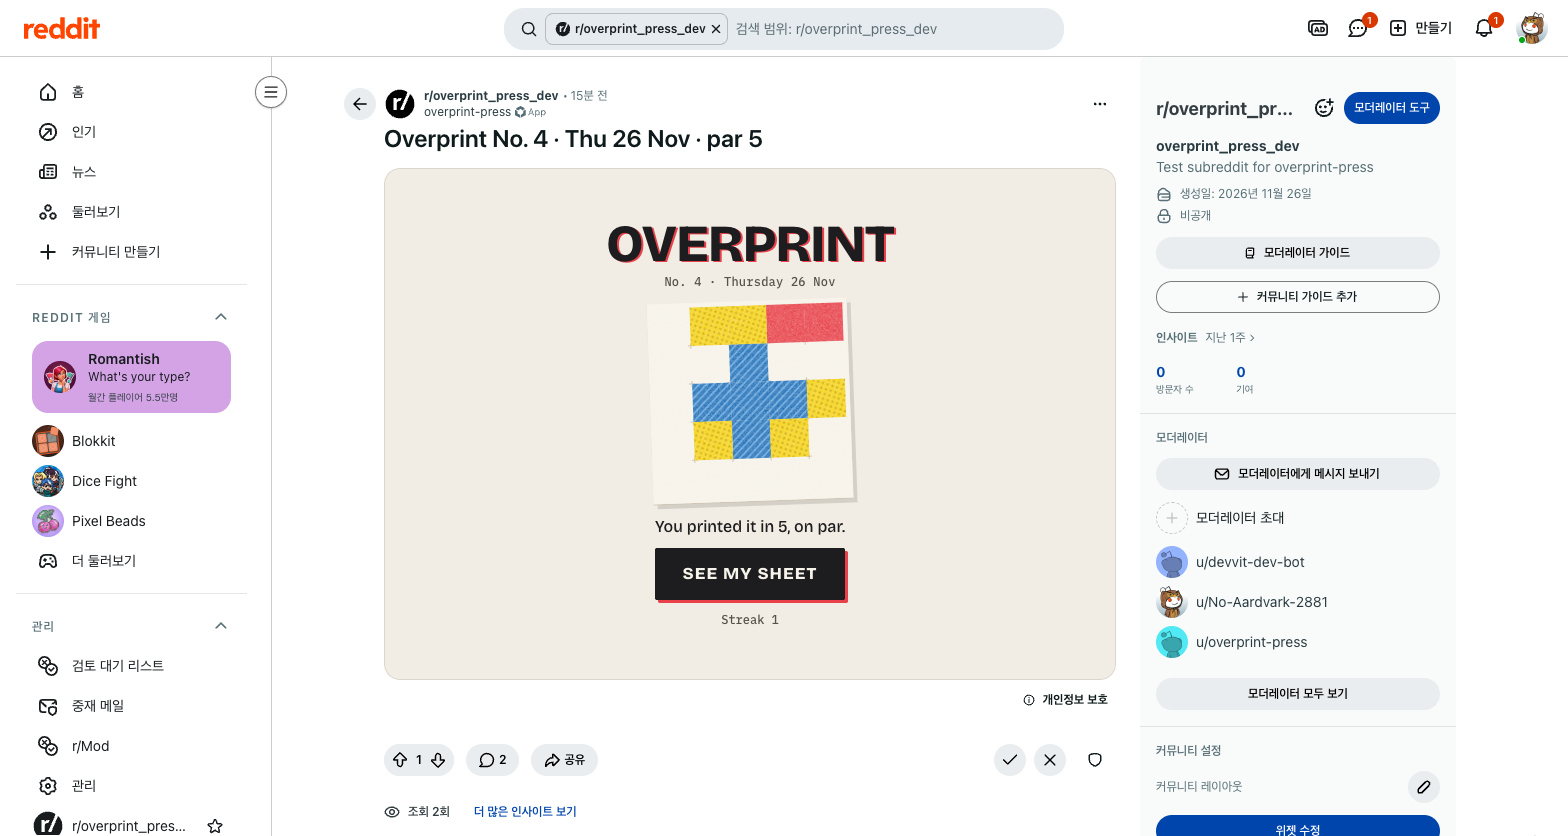 reddit
r/overprint_press_dev
검색 범위: r/overprint_press_dev
AD
1
만들기
1
홈
인기
뉴스
둘러보기
커뮤니티 만들기
REDDIT 게임
Romantish
What's your type?
월간 플레이어 5.5만명
Blokkit
Dice Fight
Pixel Beads
더 둘러보기
관리
검토 대기 리스트
중재 메일
r/Mod
관리
r/overprint_pres...
r/overprint_press_dev • 15분 전
overprint-press App
Overprint No. 4 · Thu 26 Nov · par 5
OVERPRINT
No. 4 · Thursday 26 Nov
You printed it in 5, on par.
SEE MY SHEET
Streak 1
개인정보 보호
1
2
공유
조회 2회
더 많은 인사이트 보기
r/overprint_pr...
모더레이터 도구
overprint_press_dev
Test subreddit for overprint-press
생성일: 2026년 11월 26일
비공개
모더레이터 가이드
커뮤니티 가이드 추가
인사이트 지난 1주
0 0
방문자 수 기여
모더레이터
모더레이터에게 메시지 보내기
모더레이터 초대
u/devvit-dev-bot
u/No-Aardvark-2881
u/overprint-press
모더레이터 모두 보기
커뮤니티 설정
커뮤니티 레이아웃
위젯 수정